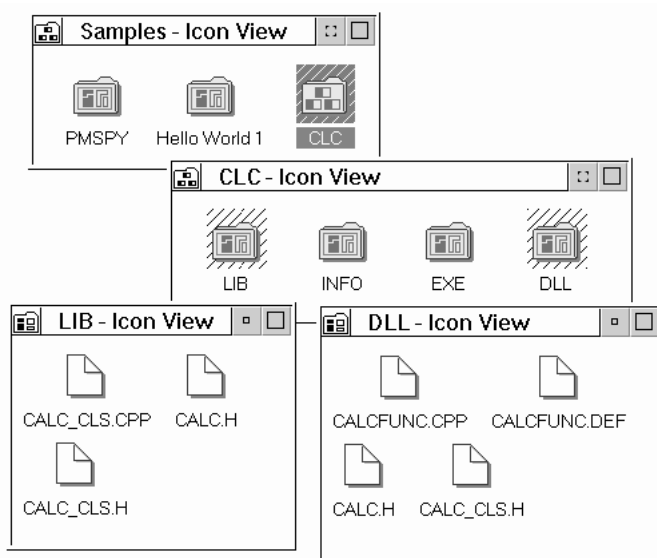 Samples - Icon View
PMSPY Hello World 1 CLC
CLC - Icon View
LIB INFO EXE DLL
LIB - Icon View
CALC_CLS.CPP CALC.H
CALC_CLS.H
DLL - Icon View
CALCFUNC.CPP CALCFUNC.DEF
CALC.H CALC_CLS.H